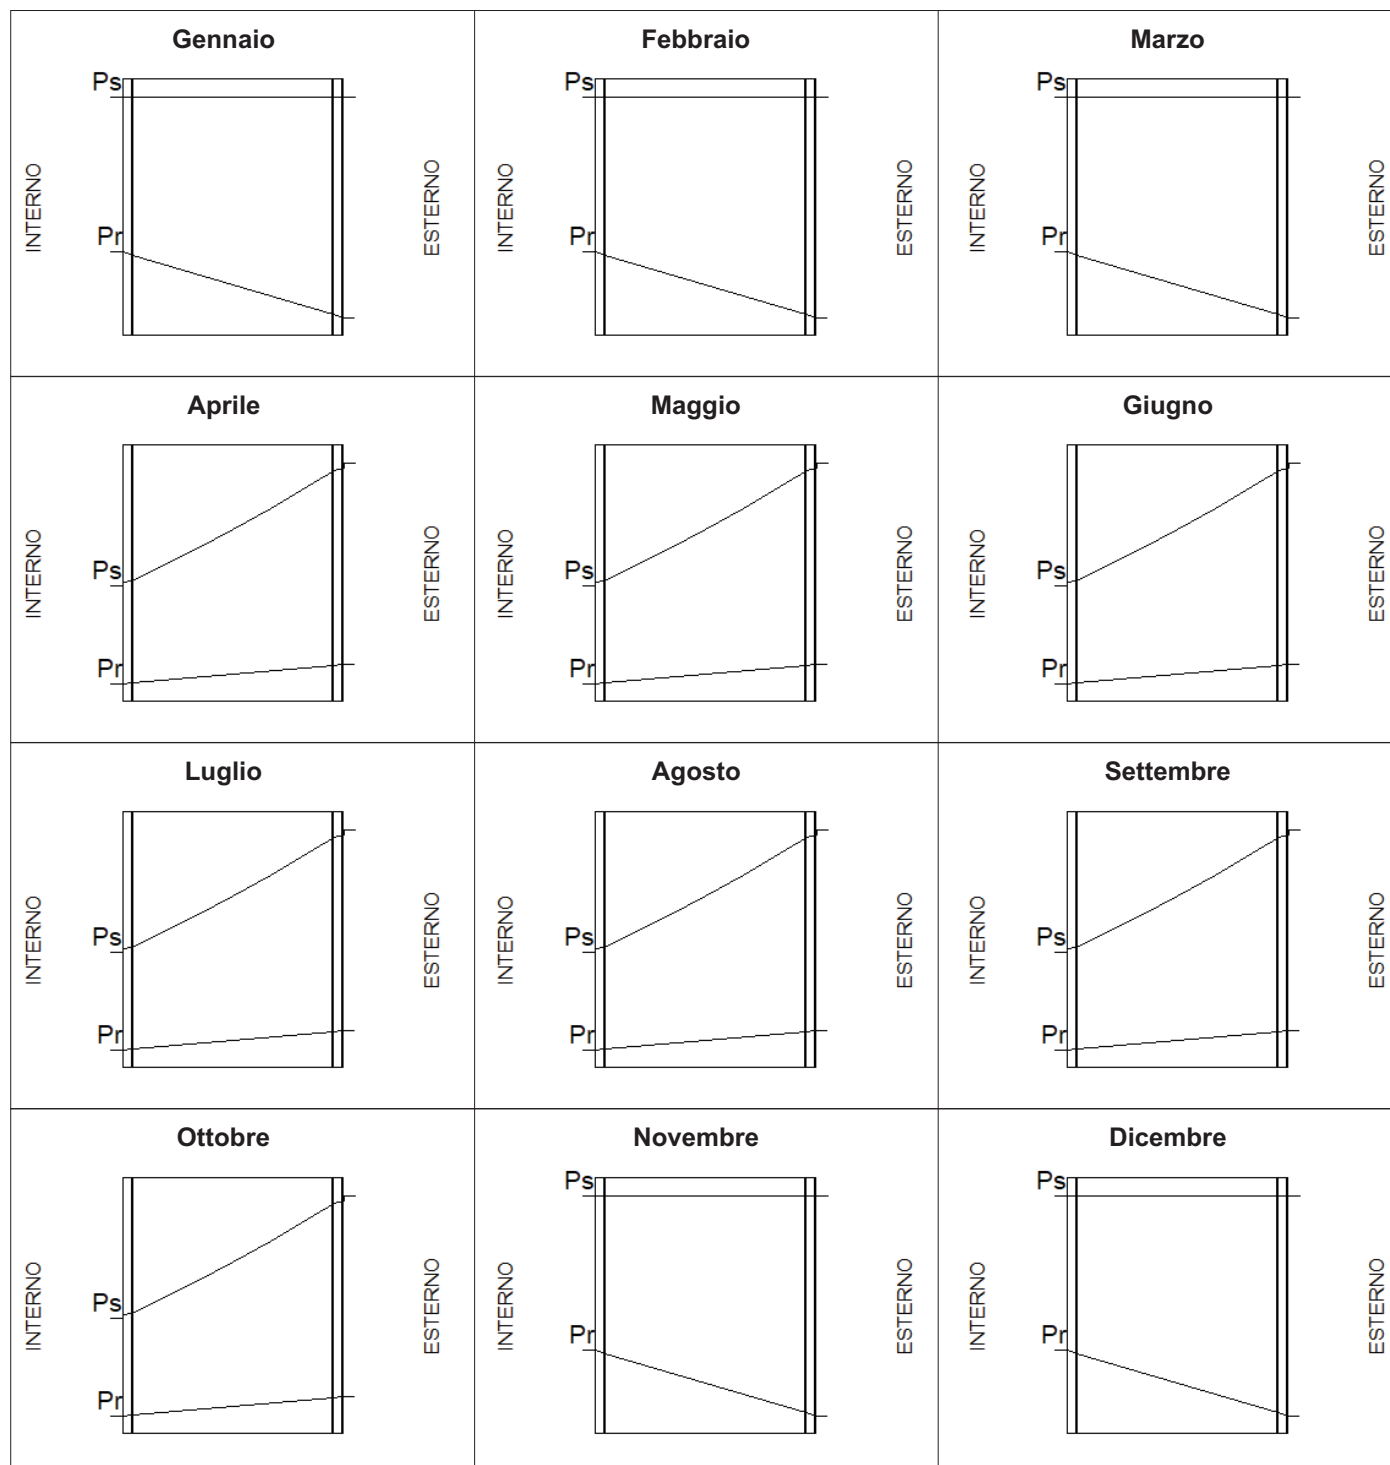 Gennaio
Ps
Pr
INTERNO
ESTERNO
Febbraio
Ps
Pr
INTERNO
ESTERNO
Marzo
Ps
Pr
INTERNO
ESTERNO
Aprile
Ps
Pr
INTERNO
ESTERNO
Maggio
Ps
Pr
INTERNO
ESTERNO
Giugno
Ps
Pr
INTERNO
ESTERNO
Luglio
Ps
Pr
INTERNO
ESTERNO
Agosto
Ps
Pr
INTERNO
ESTERNO
Settembre
Ps
Pr
INTERNO
ESTERNO
Ottobre
Ps
Pr
INTERNO
ESTERNO
Novembre
Ps
Pr
INTERNO
ESTERNO
Dicembre
Ps
Pr
INTERNO
ESTERNO